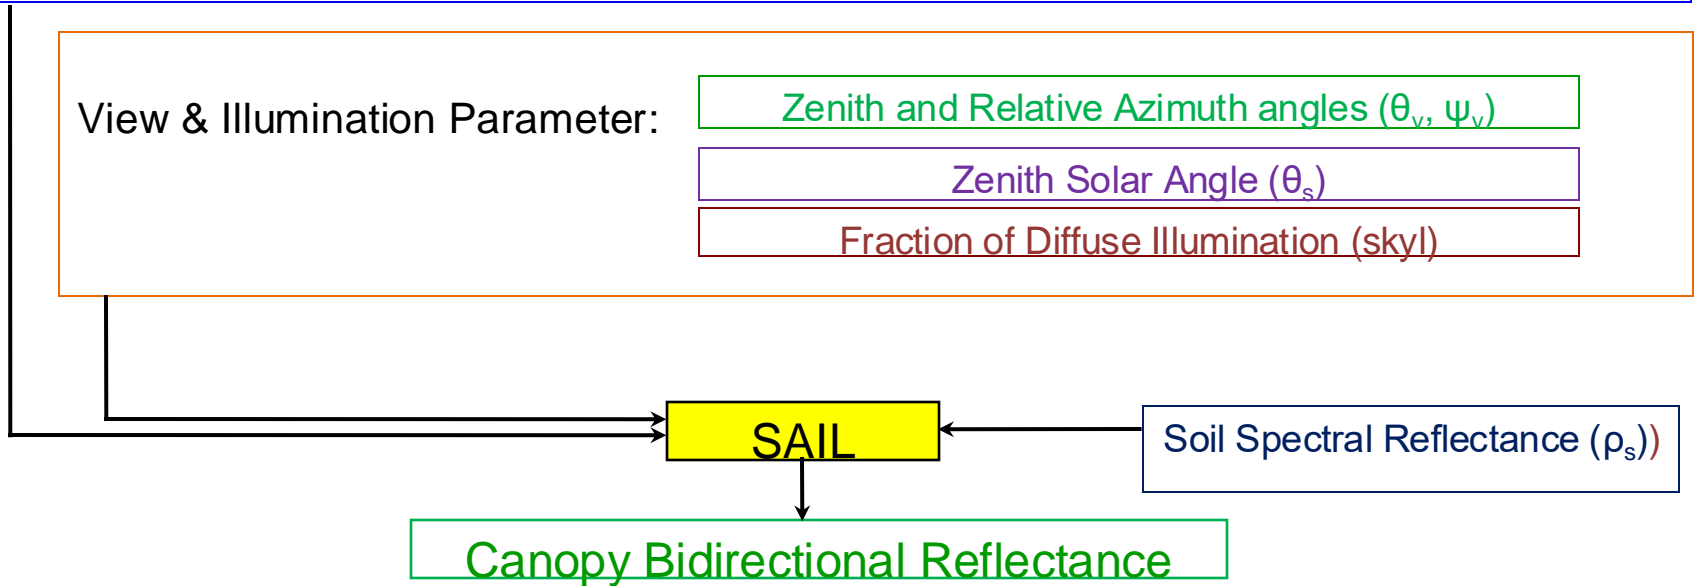 Zenith and Relative Azimuth angles (θᵥ, ψᵥ)
View & Illumination Parameter:
Zenith Solar Angle (θₛ)
Fraction of Diffuse Illumination (skyl)
SAIL
Soil Spectral Reflectance (ρₛ))
Canopy Bidirectional Reflectance